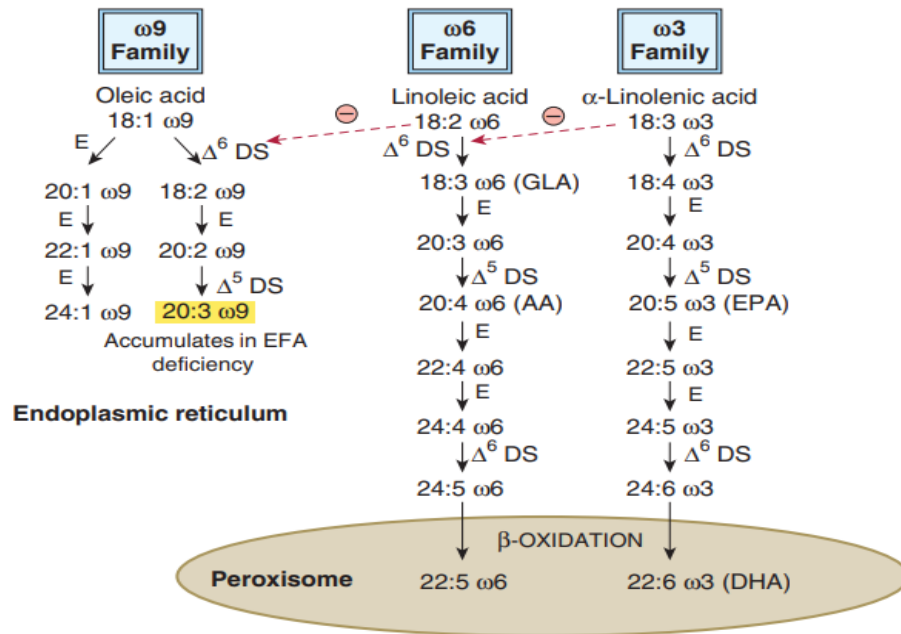 ω9 Family
ω6 Family
ω3 Family
Oleic acid
18:1 ω9
Linoleic acid
18:2 ω6
α-Linolenic acid
18:3 ω3
⊖
⊖
E
Δ⁶ DS
Δ⁶ DS
Δ⁶ DS
20:1 ω9
18:2 ω9
18:3 ω6 (GLA)
18:4 ω3
E
E
E
E
22:1 ω9
20:2 ω9
20:3 ω6
20:4 ω3
E
Δ⁵ DS
Δ⁵ DS
Δ⁵ DS
24:1 ω9
20:3 ω9
20:4 ω6 (AA)
20:5 ω3 (EPA)
Accumulates in EFA
deficiency
E
E
22:4 ω6
22:5 ω3
Endoplasmic reticulum
E
E
24:4 ω6
24:5 ω3
Δ⁶ DS
Δ⁶ DS
24:5 ω6
24:6 ω3
β-OXIDATION
Peroxisome
22:5 ω6
22:6 ω3 (DHA)